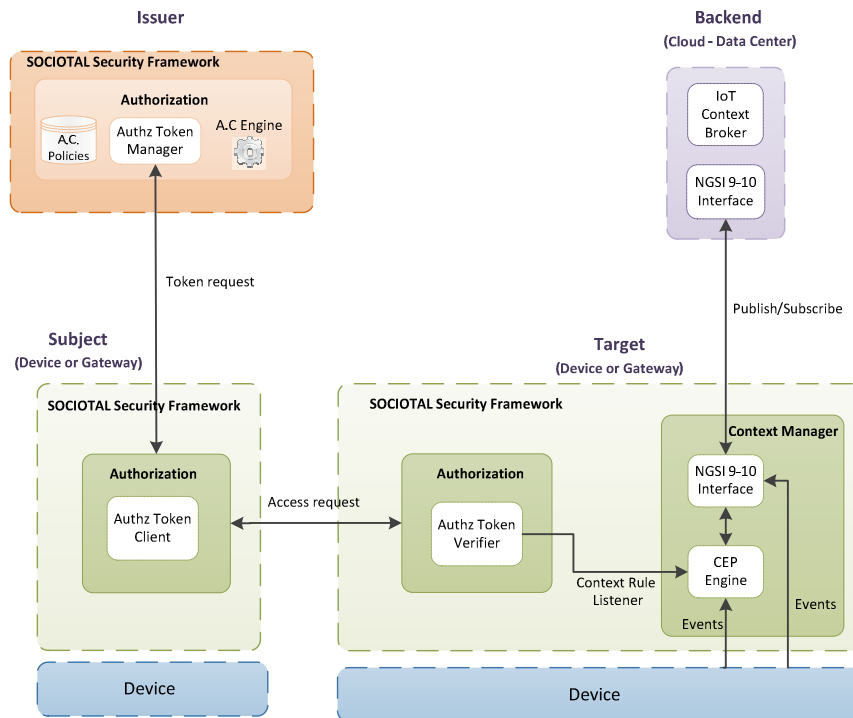 Issuer
SOCIOTAL Security Framework
Authorization
A.C.
Policies
Authz Token
Manager
A.C Engine
Backend
(Cloud - Data Center)
IoT
Context
Broker
NGSI 9-10
Interface
Token request
Publish/Subscribe
Subject
(Device or Gateway)
SOCIOTAL Security Framework
Authorization
Authz Token
Client
Access request
Target
(Device or Gateway)
SOCIOTAL Security Framework
Authorization
Authz Token
Verifier
Context Rule
Listener
Context Manager
NGSI 9-10
Interface
CEP
Engine
Events
Events
Device
Device